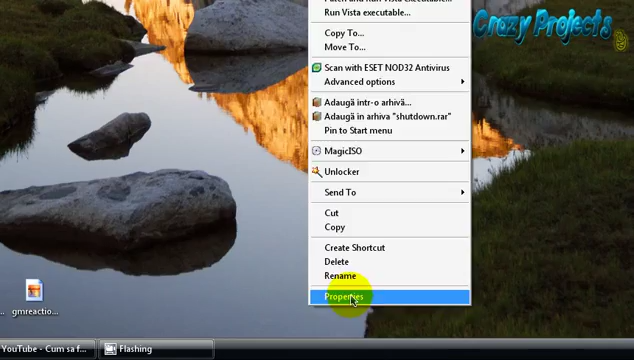 Run Vista executable...
Crazy Projects
Copy To...
Move To...
Scan with ESET NOD32 Antivirus
Advanced options
Adaugă intr-o arhivă...
Adaugă in arhiva "shutdown.rar"
Pin to Start menu
MagicISO
Unlocker
Send To
Cut
Copy
Create Shortcut
Delete
Rename
Properties
gmreactio...
YouTube - Cum sa f...
Flashing